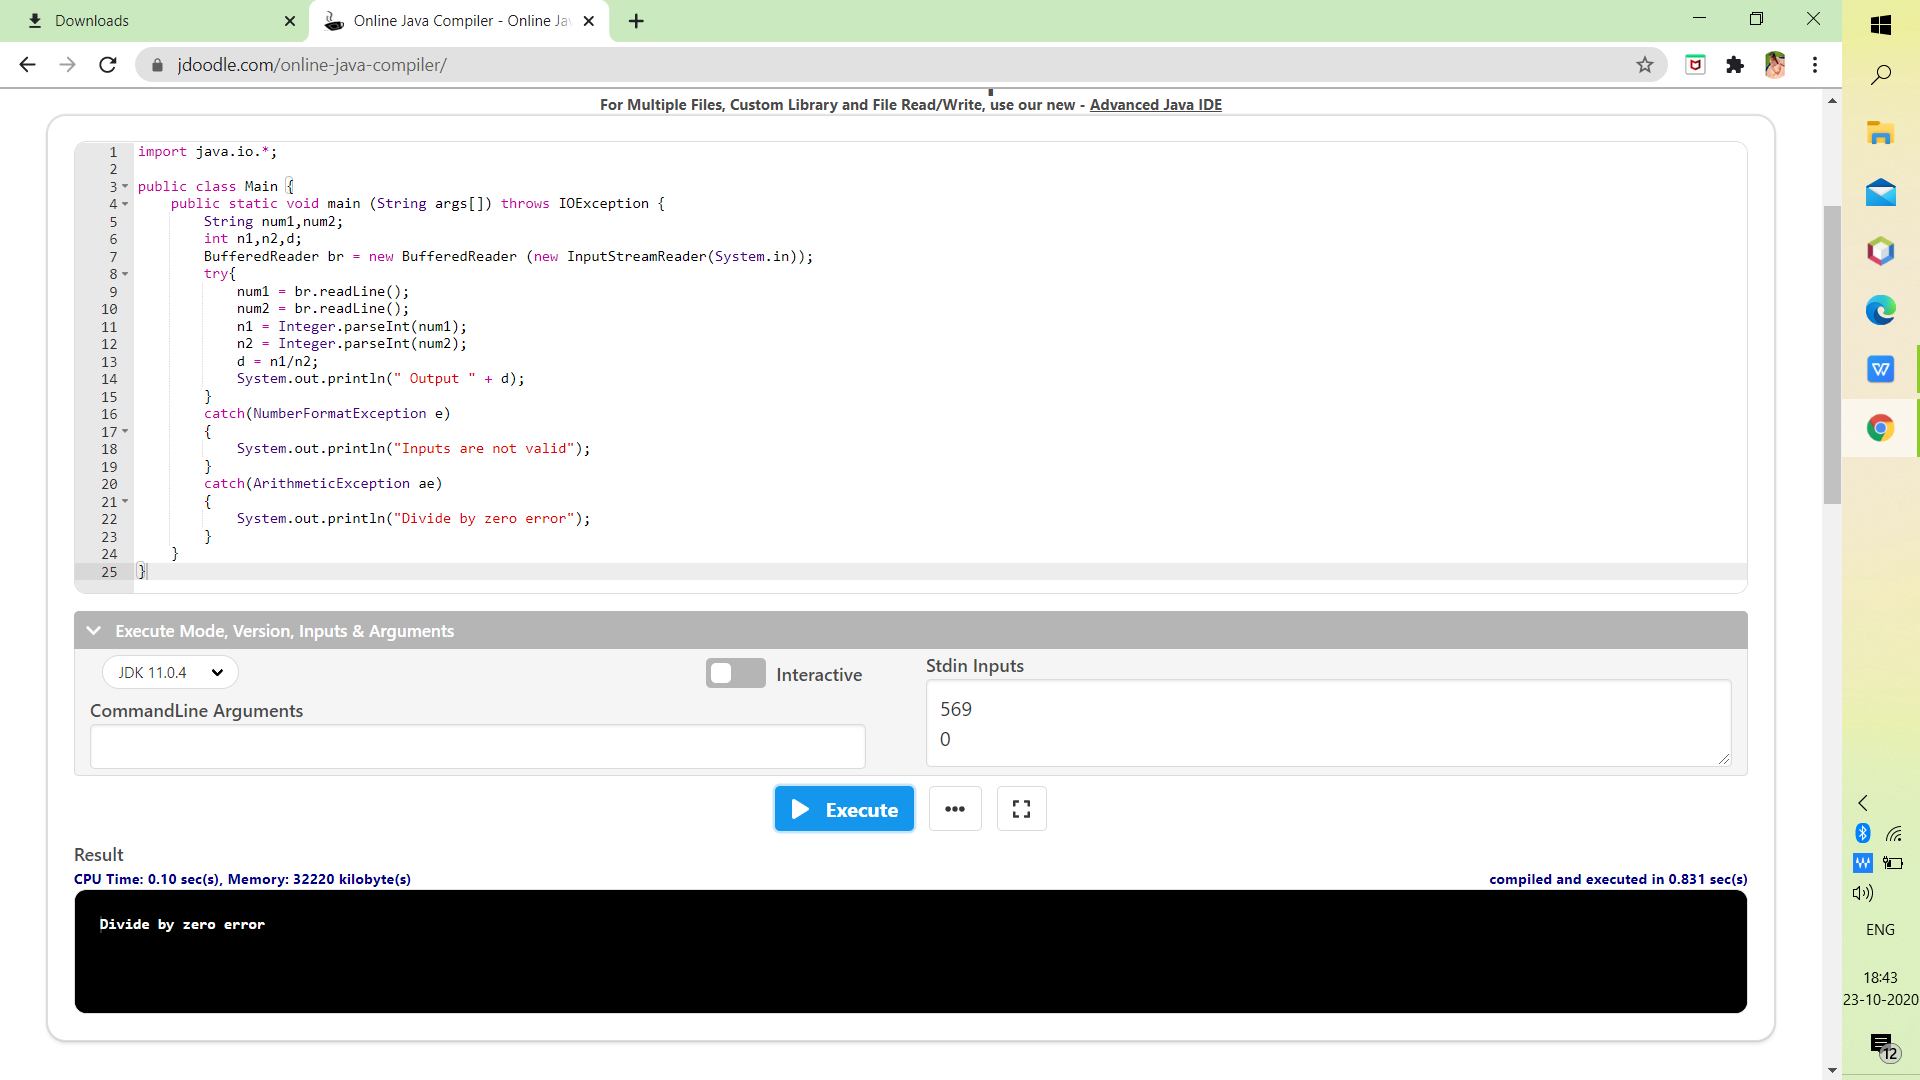 Downloads
Online Java Compiler - Online Ja
jdoodle.com/online-java-compiler/
For Multiple Files, Custom Library and File Read/Write, use our new - Advanced Java IDE
1 import java.io.*;
2
3 public class Main {
4 public static void main (String args[]) throws IOException {
5 String num1,num2;
6 int n1,n2,d;
7 BufferedReader br = new BufferedReader (new InputStreamReader(System.in));
8 try{
9 num1 = br.readLine();
10 num2 = br.readLine();
11 n1 = Integer.parseInt(num1);
12 n2 = Integer.parseInt(num2);
13 d = n1/n2;
14 System.out.println(" Output " + d);
15 }
16 catch(NumberFormatException e)
17 {
18 System.out.println("Inputs are not valid");
19 }
20 catch(ArithmeticException ae)
21 {
22 System.out.println("Divide by zero error");
23 }
24 }
25 }
Execute Mode, Version, Inputs & Arguments
JDK 11.0.4
Interactive
Stdin Inputs
CommandLine Arguments
569
0
Execute
Result
CPU Time: 0.10 sec(s), Memory: 32220 kilobyte(s)
compiled and executed in 0.831 sec(s)
Divide by zero error
ENG
18:43
23-10-2020
12